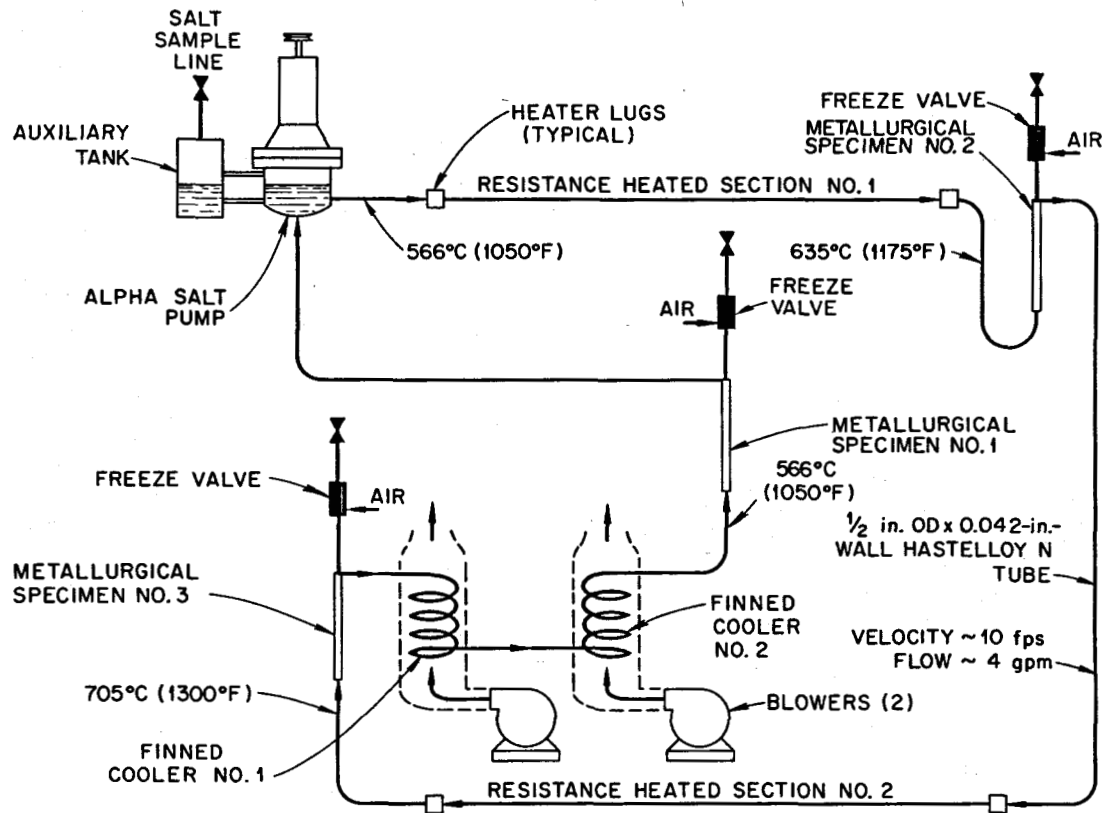 SALT
SAMPLE
LINE
AUXILIARY
TANK
HEATER LUGS
(TYPICAL)
FREEZE VALVE
METALLURGICAL
SPECIMEN NO. 2
AIR
RESISTANCE HEATED SECTION NO. 1
566°C (1050°F)
635°C (1175°F)
ALPHA SALT
PUMP
AIR
FREEZE
VALVE
METALLURGICAL
SPECIMEN NO. 1
566°C
(1050°F)
FREEZE VALVE
AIR
½ in. OD x 0.042-in.-
WALL HASTELLOY N
TUBE
METALLURGICAL
SPECIMEN NO. 3
FINNED
COOLER
NO. 2
VELOCITY ~ 10 fps
FLOW ~ 4 gpm
705°C (1300°F)
BLOWERS (2)
FINNED
COOLER NO. 1
RESISTANCE HEATED SECTION NO. 2